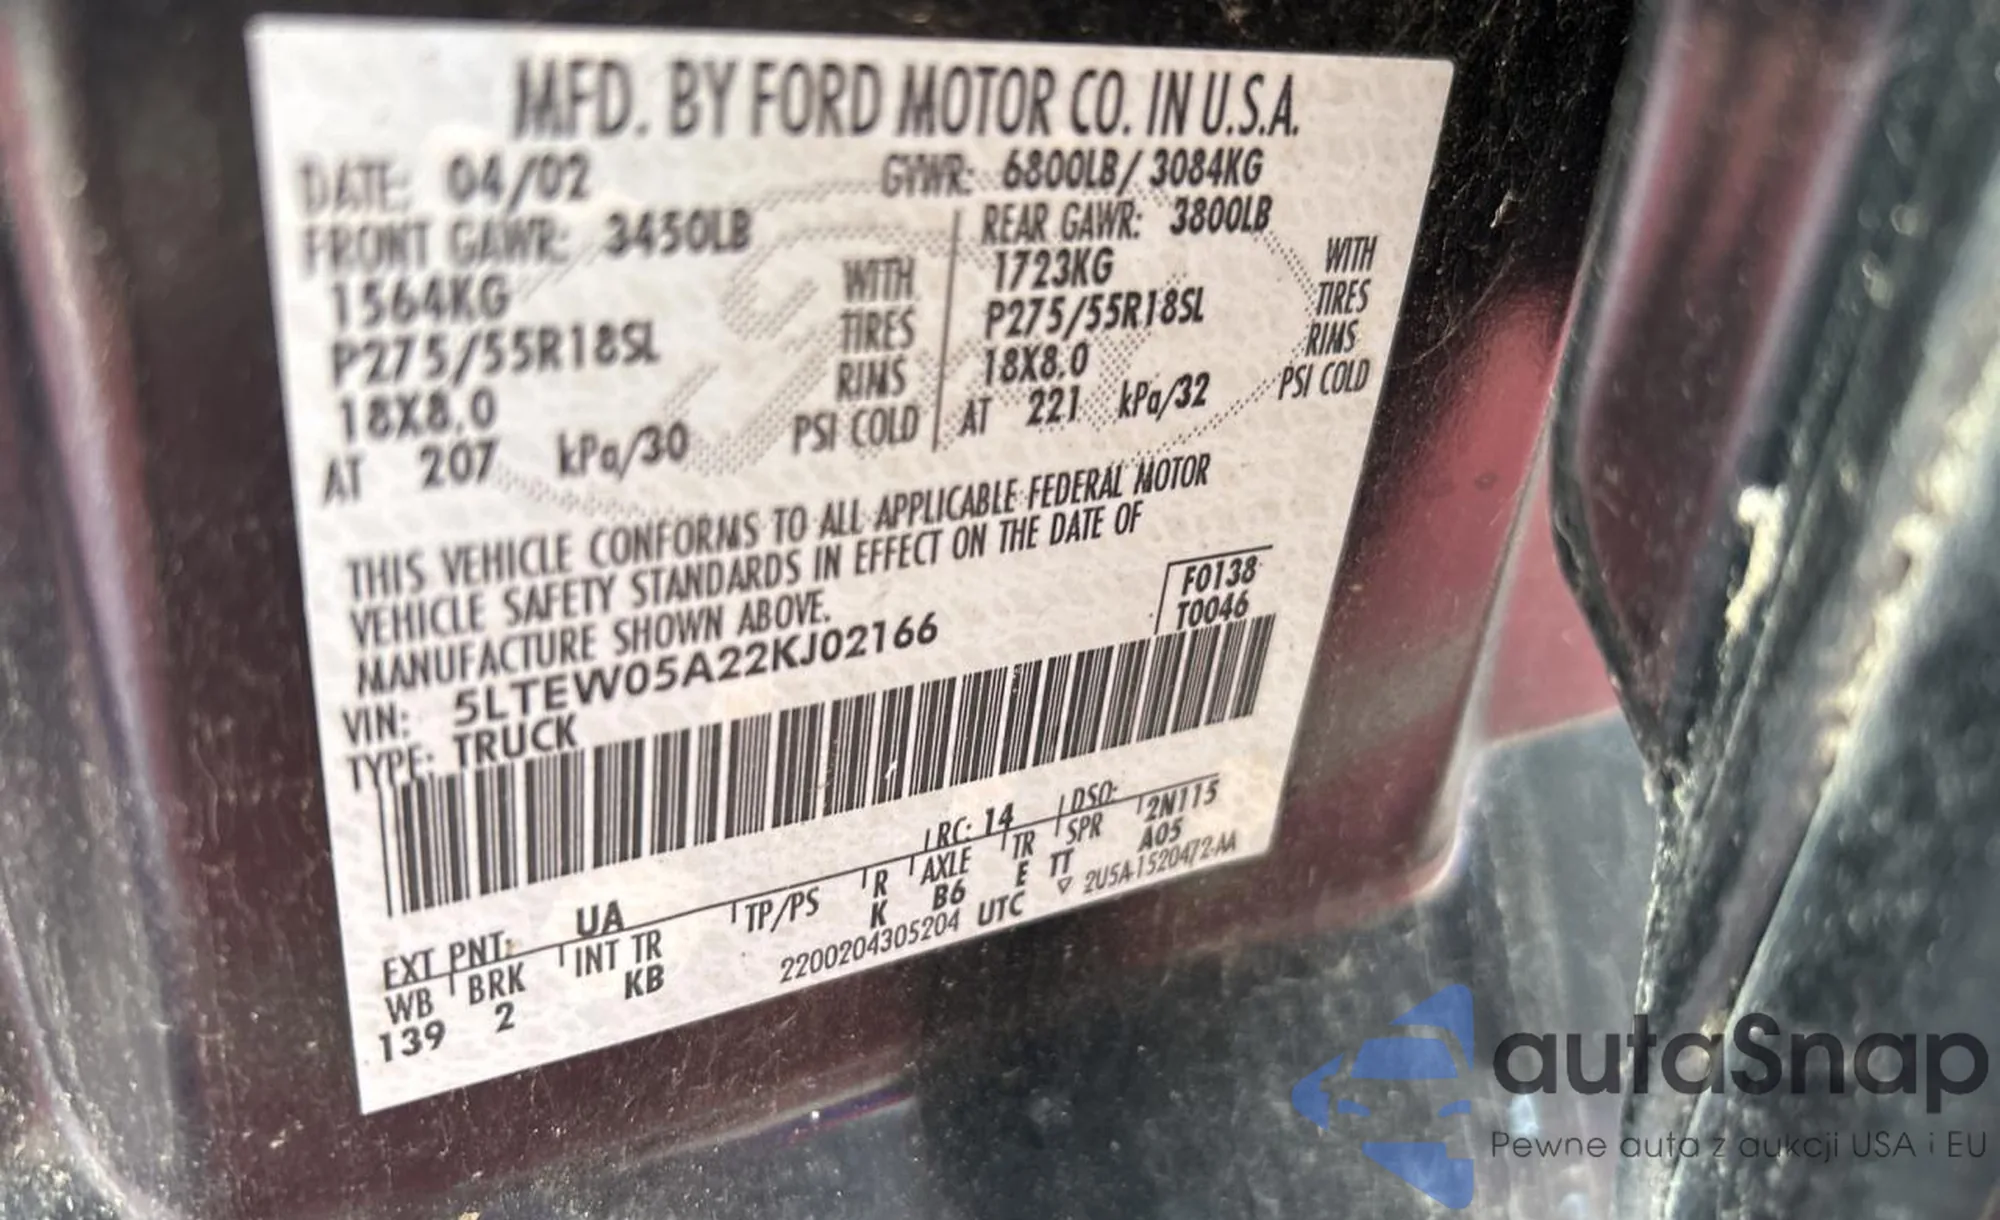 MFD. BY FORD MOTOR CO. IN U.S.A.
DATE: 04/02 GVWR: 6800LB/ 3084KG
FRONT GAWR: 3450LB REAR GAWR: 3800LB
1564KG WITH 1723KG WITH
P275/55R18SL TIRES P275/55R18SL TIRES
18X8.0 RIMS 18X8.0 RIMS
AT 207 kPa/30 PSI COLD AT 221 kPa/32 PSI COLD
THIS VEHICLE CONFORMS TO ALL APPLICABLE FEDERAL MOTOR
VEHICLE SAFETY STANDARDS IN EFFECT ON THE DATE OF
MANUFACTURE SHOWN ABOVE.
F0138
T0046
VIN: 5LTEW05A22KJ02166
TYPE: TRUCK
EXT PNT: UA RC: 14 DSO:
WB BRK INT TR TP/PS R AXLE TR SPR 2N115
139 2 KB K B6 E TT A05
2200204305204 UTC ▽ 2U5A-1520472-AA
autoSnap
Pewne auta z aukcji USA i EU